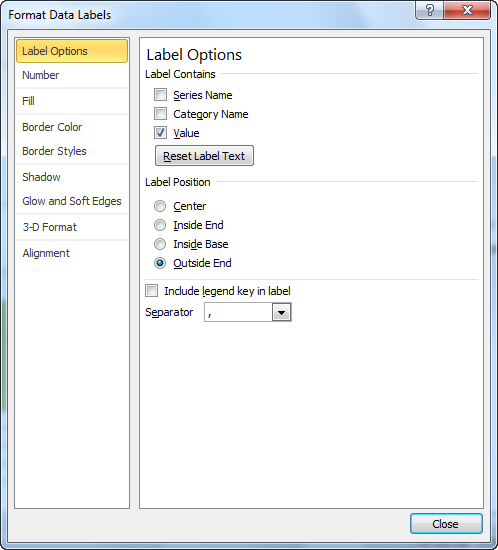 Format Data Labels
?
Label Options
Number
Fill
Border Color
Border Styles
Shadow
Glow and Soft Edges
3-D Format
Alignment
Label Options
Label Contains
Series Name
Category Name
Value
Reset Label Text
Label Position
Center
Inside End
Inside Base
Outside End
Include legend key in label
Separator ,
Close